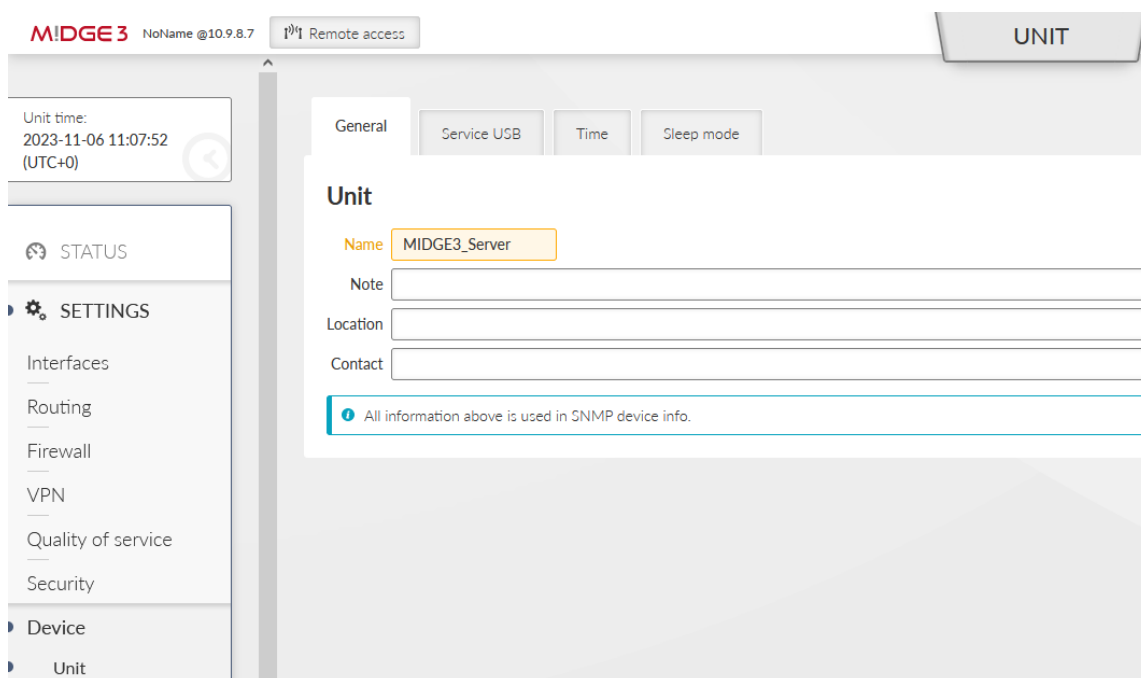 MIDGE 3 NoName @10.9.8.7 Remote access UNIT
Unit time:
2023-11-06 11:07:52
(UTC+0)
STATUS
SETTINGS
Interfaces
Routing
Firewall
VPN
Quality of service
Security
Device
Unit
General Service USB Time Sleep mode
Unit
Name MIDGE3_Server
Note
Location
Contact
All information above is used in SNMP device info.